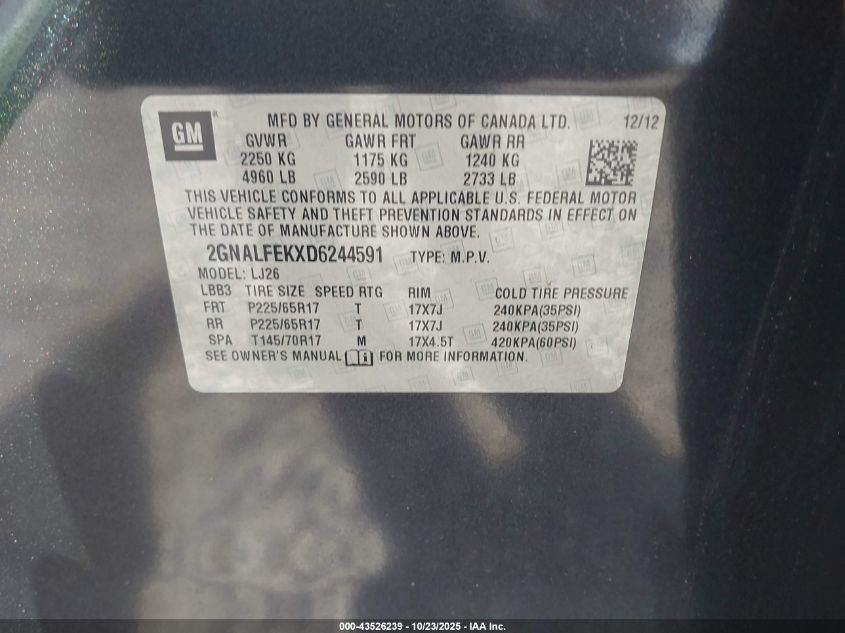 GM ®
MFD BY GENERAL MOTORS OF CANADA LTD. 12/12
GVWR GAWR FRT GAWR RR
2250 KG 1175 KG 1240 KG
4960 LB 2590 LB 2733 LB
THIS VEHICLE CONFORMS TO ALL APPLICABLE U.S. FEDERAL MOTOR
VEHICLE SAFETY AND THEFT PREVENTION STANDARDS IN EFFECT ON
THE DATE OF MANUFACTURE SHOWN ABOVE.
2GNALFEKXD6244591 TYPE: M.P.V.
MODEL: LJ26
LBB3 TIRE SIZE SPEED RTG RIM COLD TIRE PRESSURE
FRT P225/65R17 T 17X7J 240KPA(35PSI)
RR P225/65R17 T 17X7J 240KPA(35PSI)
SPA T145/70R17 M 17X4.5T 420KPA(60PSI)
SEE OWNER'S MANUAL FOR MORE INFORMATION.
000-43526239 - 10/23/2025 - IAA Inc.